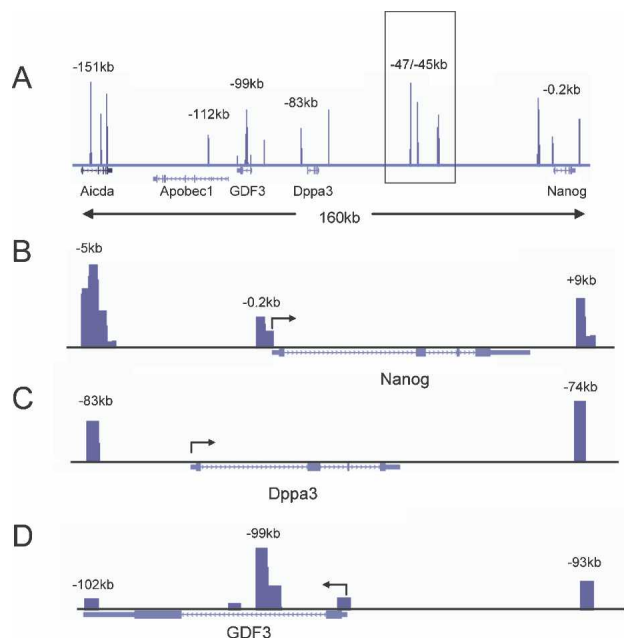 A
-151kb
-112kb
-99kb
-83kb
-47/-45kb
-0.2kb
Aicda
Apobec1
GDF3
Dppa3
Nanog
160kb
B
-5kb
-0.2kb
+9kb
Nanog
C
-83kb
-74kb
Dppa3
D
-102kb
-99kb
-93kb
GDF3